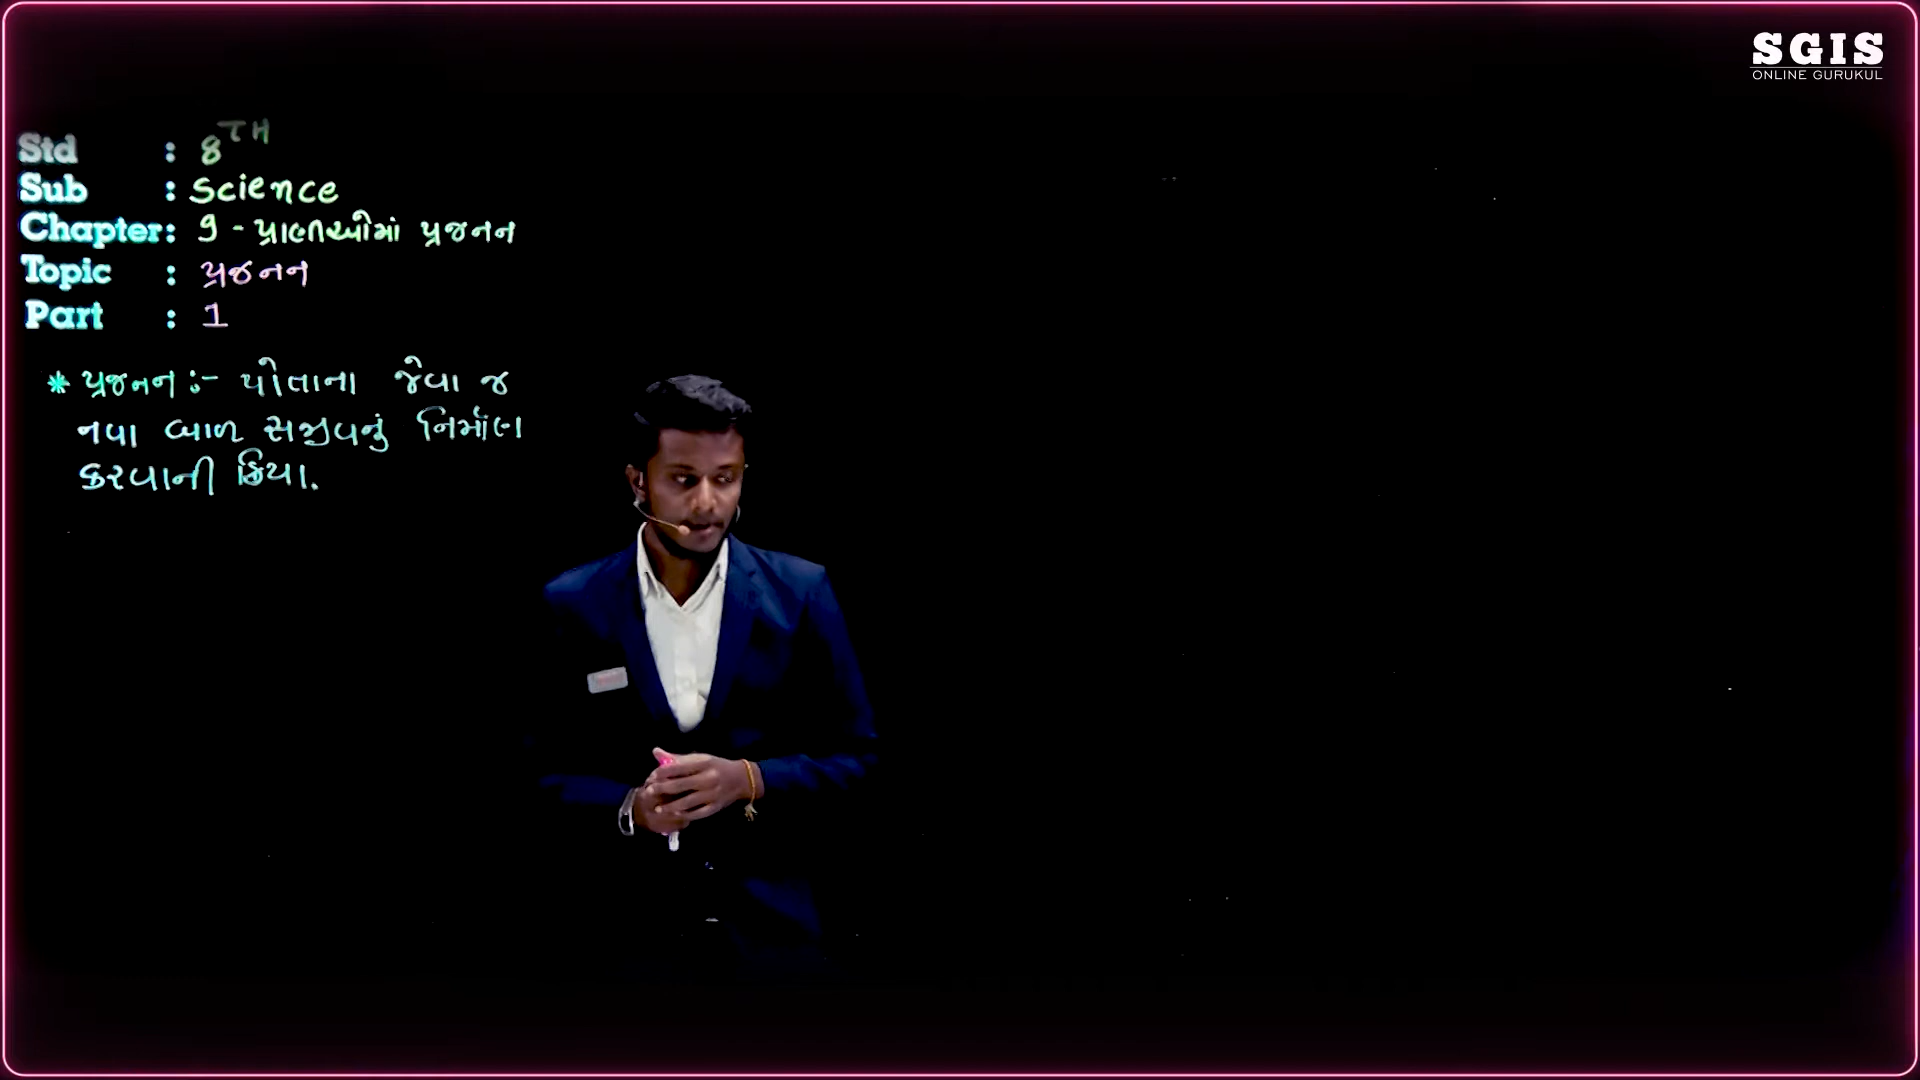 SGIS
ONLINE GURUKUL
Std : 8TH
Sub : Science
Chapter: 9 - પ્રાણીઓમાં પ્રજનન
Topic : પ્રજનન
Part : 1
* પ્રજનન :- પોતાના જેવા જ
નવા બાળ સજીવનું નિર્માણ
કરવાની ક્રિયા.